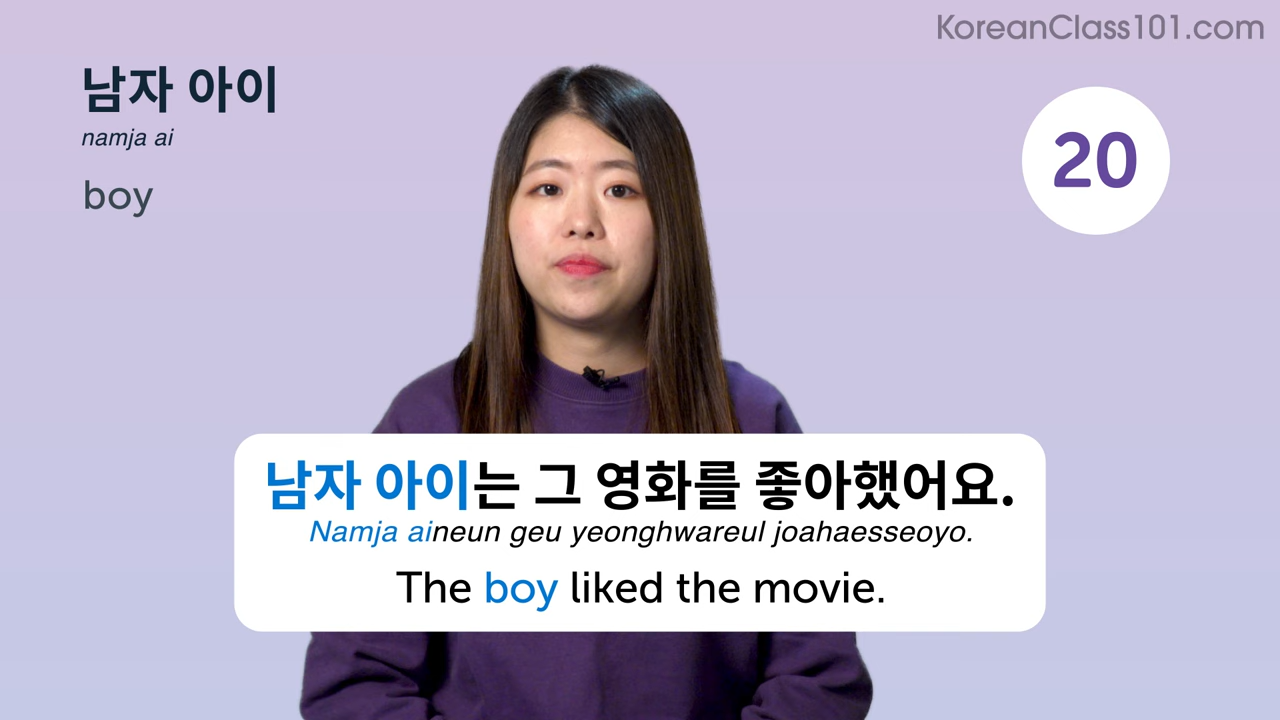 KoreanClass101.com
남자 아이
namja ai
boy
20
남자 아이는 그 영화를 좋아했어요.
Namja aineun geu yeonghwareul joahaesseoyo.
The boy liked the movie.